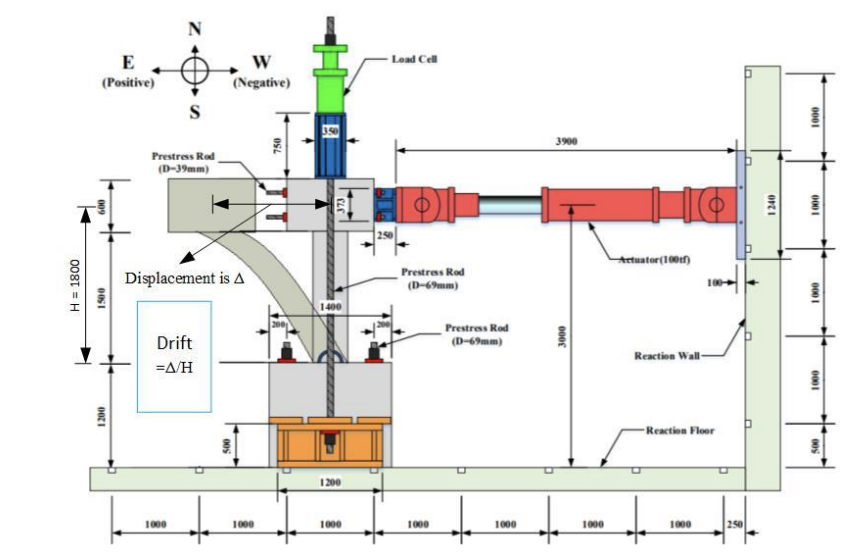 N
E
W
(Positive)
(Negative)
S
Load Cell
350
750
3900
Prestress Rod
(D=39mm)
600
373
1240
1000
1000
250
Actuator(100tf)
Displacement is Δ
H = 1800
1500
Prestress Rod
(D=69mm)
100
1000
1400
200
200
Prestress Rod
(D=69mm)
3000
Drift
=Δ/H
Reaction Wall
1000
1200
500
Reaction Floor
500
1200
1000
1000
1000
1000
1000
1000
1000
250